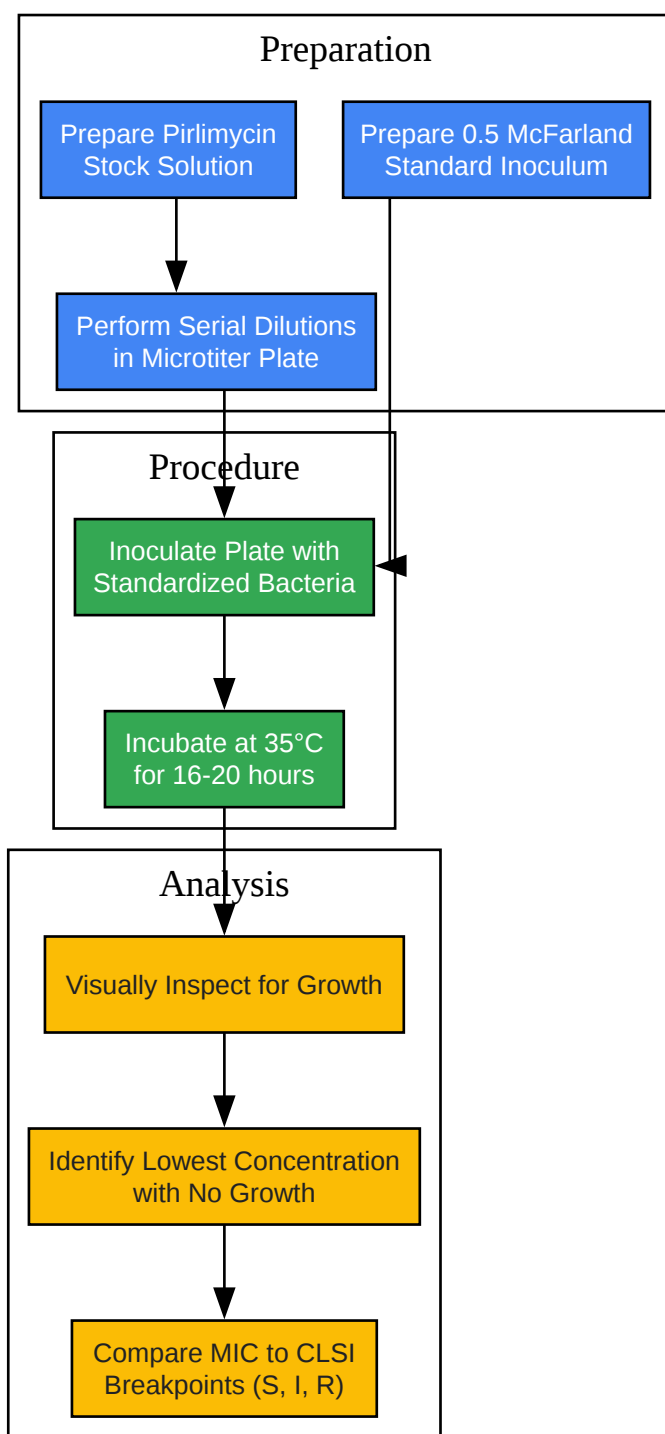 Preparation
Prepare Pirlimycin
Stock Solution
Prepare 0.5 McFarland
Standard Inoculum
Perform Serial Dilutions
in Microtiter Plate
Procedure
Inoculate Plate with
Standardized Bacteria
Incubate at 35°C
for 16-20 hours
Analysis
Visually Inspect for Growth
Identify Lowest Concentration
with No Growth
Compare MIC to CLSI
Breakpoints (S, I, R)